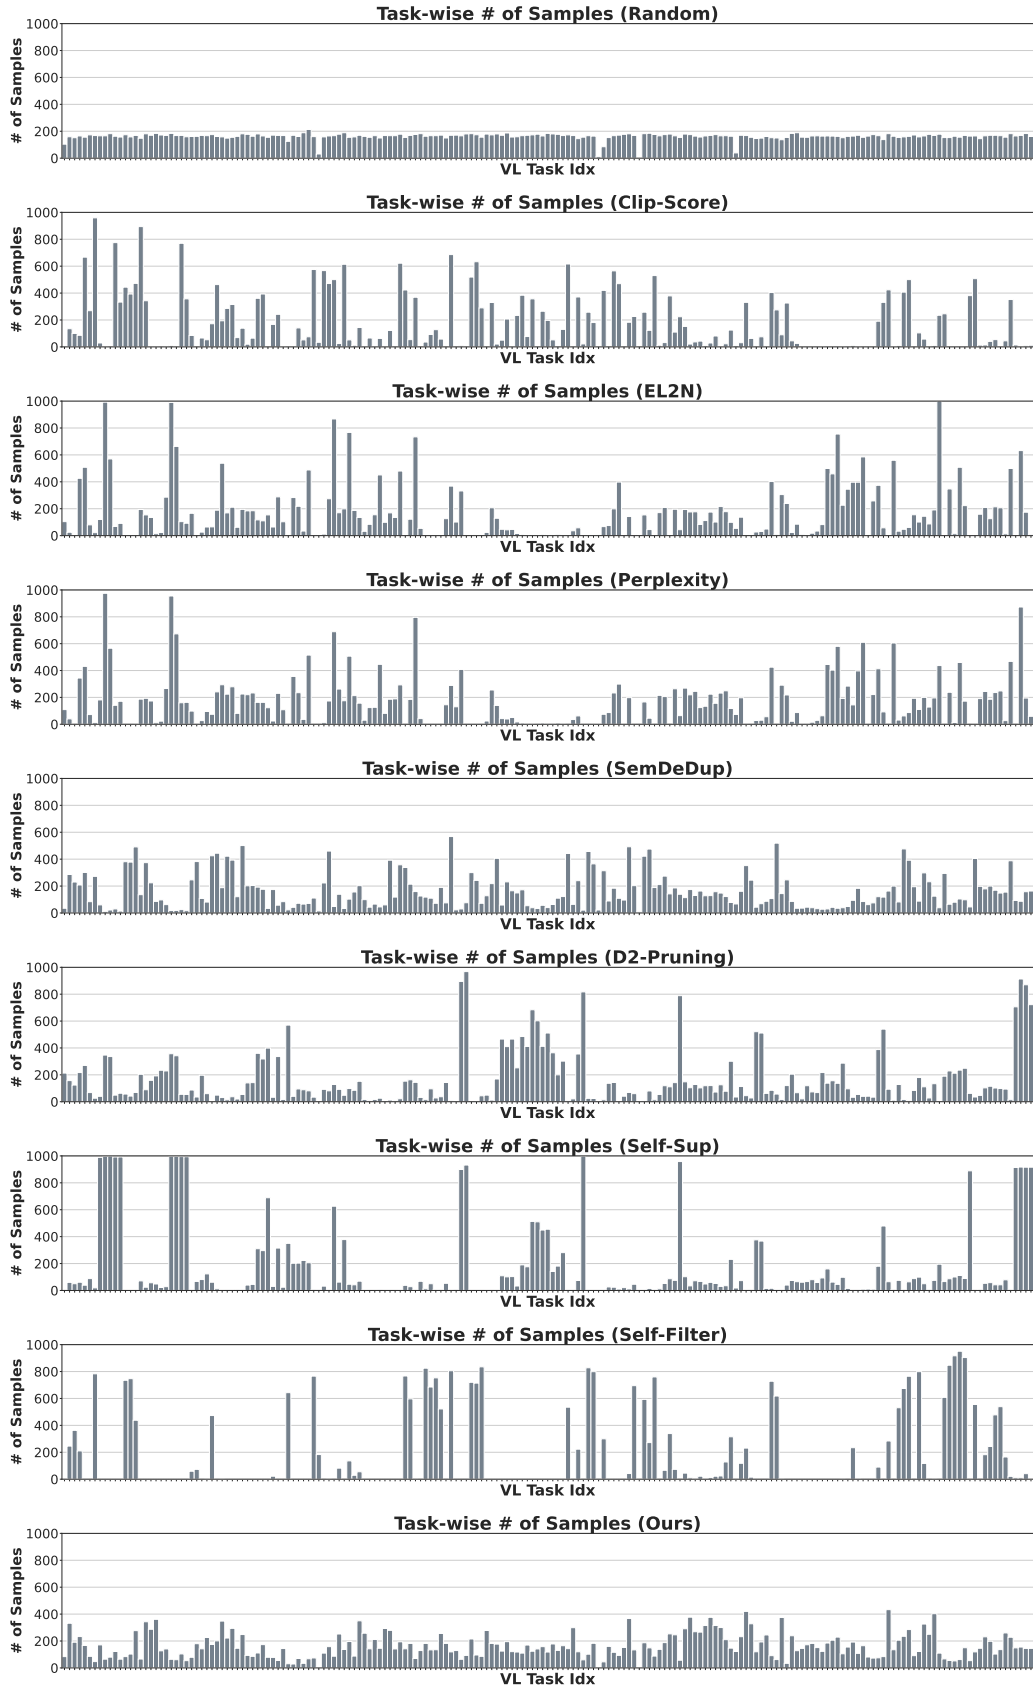 Task-wise # of Samples (Random)
1000
800
600
400
200
0
# of Samples
VL Task Idx
Task-wise # of Samples (Clip-Score)
1000
800
600
400
200
0
# of Samples
VL Task Idx
Task-wise # of Samples (EL2N)
1000
800
600
400
200
0
# of Samples
VL Task Idx
Task-wise # of Samples (Perplexity)
1000
800
600
400
200
0
# of Samples
VL Task Idx
Task-wise # of Samples (SemDeDup)
1000
800
600
400
200
0
# of Samples
VL Task Idx
Task-wise # of Samples (D2-Pruning)
1000
800
600
400
200
0
# of Samples
VL Task Idx
Task-wise # of Samples (Self-Sup)
1000
800
600
400
200
0
# of Samples
VL Task Idx
Task-wise # of Samples (Self-Filter)
1000
800
600
400
200
0
# of Samples
VL Task Idx
Task-wise # of Samples (Ours)
1000
800
600
400
200
0
# of Samples
VL Task Idx